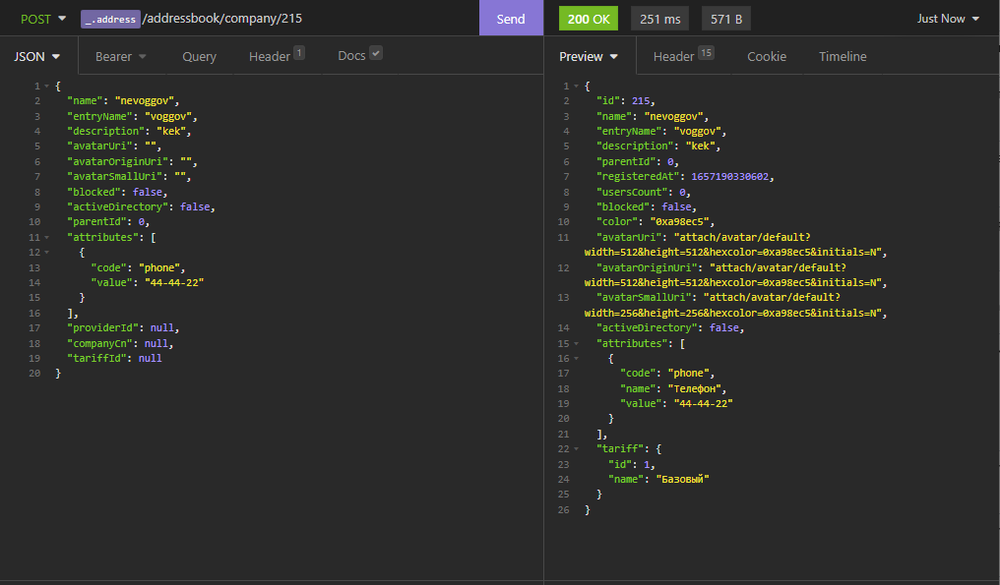 POST _.address /addressbook/company/215 Send 200 OK 251 ms 571 B Just Now
JSON Bearer Query Header 1 Docs Preview Header 15 Cookie Timeline
1 {
2 "name": "nevoggov",
3 "entryName": "voggov",
4 "description": "kek",
5 "avatarUri": "",
6 "avatarOriginUri": "",
7 "avatarSmallUri": "",
8 "blocked": false,
9 "activeDirectory": false,
10 "parentId": 0,
11 "attributes": [
12 {
13 "code": "phone",
14 "value": "44-44-22"
15 }
16 ],
17 "providerId": null,
18 "companyCn": null,
19 "tariffId": null
20 }
1 {
2 "id": 215,
3 "name": "nevoggov",
4 "entryName": "voggov",
5 "description": "kek",
6 "parentId": 0,
7 "registeredAt": 1657190330602,
8 "usersCount": 0,
9 "blocked": false,
10 "color": "0xa98ec5",
11 "avatarUri": "attach/avatar/default?
width=512&height=512&hexcolor=0xa98ec5&initials=N",
12 "avatarOriginUri": "attach/avatar/default?
width=512&height=512&hexcolor=0xa98ec5&initials=N",
13 "avatarSmallUri": "attach/avatar/default?
width=256&height=256&hexcolor=0xa98ec5&initials=N",
14 "activeDirectory": false,
15 "attributes": [
16 {
17 "code": "phone",
18 "name": "Телефон",
19 "value": "44-44-22"
20 }
21 ],
22 "tariff": {
23 "id": 1,
24 "name": "Базовый"
25 }
26 }